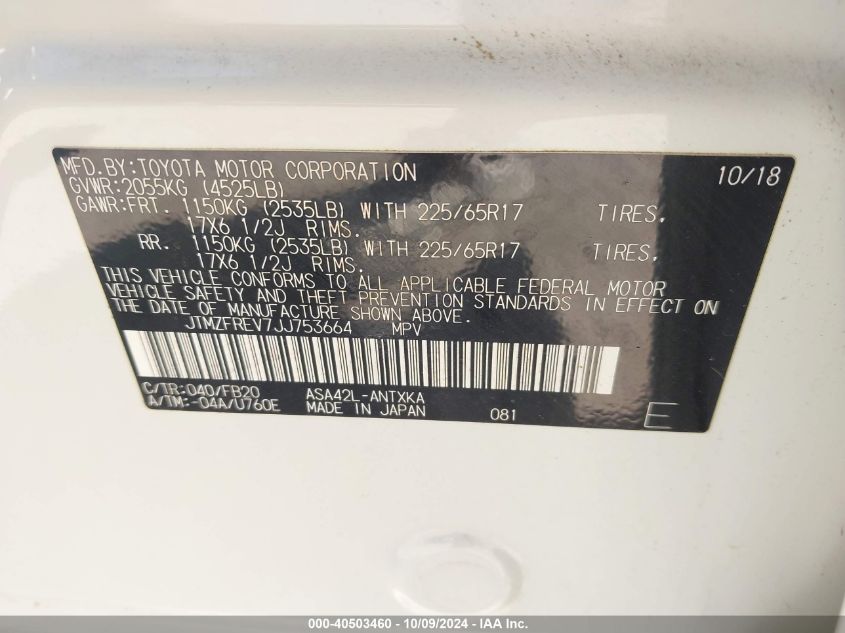 MFD.BY:TOYOTA MOTOR CORPORATION 10/18
GVWR:2055KG (4525LB)
GAWR:FRT. 1150KG (2535LB) WITH 225/65R17 TIRES,
17X6 1/2J RIMS.
RR. 1150KG (2535LB) WITH 225/65R17 TIRES,
17X6 1/2J RIMS.
THIS VEHICLE CONFORMS TO ALL APPLICABLE FEDERAL MOTOR
VEHICLE SAFETY AND THEFT PREVENTION STANDARDS IN EFFECT ON
THE DATE OF MANUFACTURE SHOWN ABOVE.
JTMZFREV7JJ753664 MPV
C/TR:040/FB20 ASA42L-ANTXKA
A/TM:-04A/U760E MADE IN JAPAN 081 E
000-40503460 - 10/09/2024 - IAA Inc.